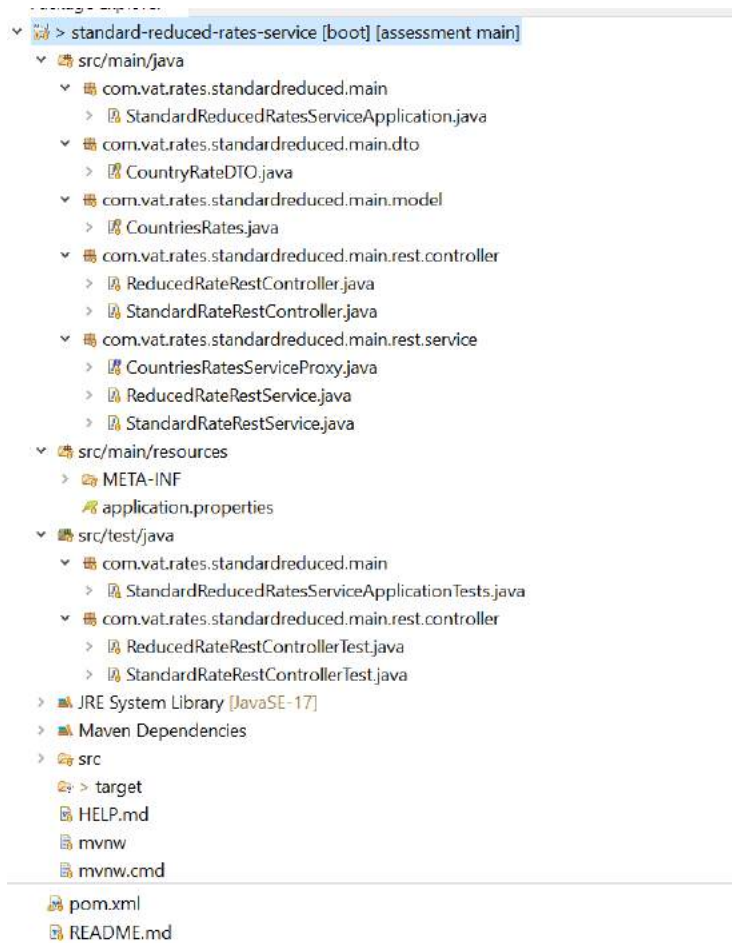 > standard-reduced-rates-service [boot] [assessment main]
src/main/java
com.vat.rates.standardreduced.main
StandardReducedRatesServiceApplication.java
com.vat.rates.standardreduced.main.dto
CountryRateDTO.java
com.vat.rates.standardreduced.main.model
CountriesRates.java
com.vat.rates.standardreduced.main.rest.controller
ReducedRateRestController.java
StandardRateRestController.java
com.vat.rates.standardreduced.main.rest.service
CountriesRatesServiceProxy.java
ReducedRateRestService.java
StandardRateRestService.java
src/main/resources
META-INF
application.properties
src/test/java
com.vat.rates.standardreduced.main
StandardReducedRatesServiceApplicationTests.java
com.vat.rates.standardreduced.main.rest.controller
ReducedRateRestControllerTest.java
StandardRateRestControllerTest.java
JRE System Library [JavaSE-17]
Maven Dependencies
src
> target
HELP.md
mvnw
mvnw.cmd
pom.xml
README.md